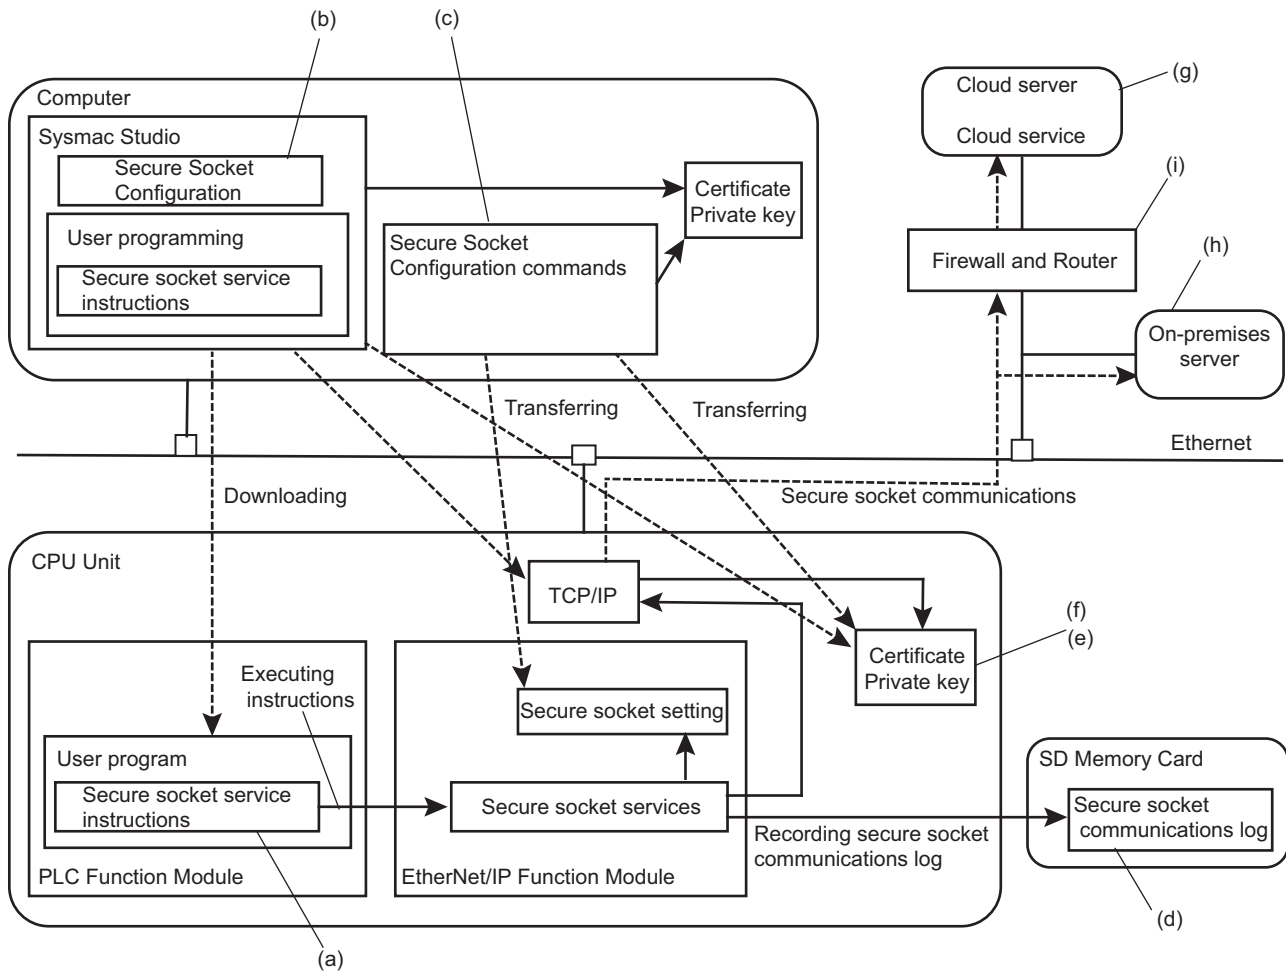 (b)
(c)
(g)
Computer
Sysmac Studio
Secure Socket
Configuration
User programming
Secure socket service
instructions
Secure Socket
Configuration commands
Certificate
Private key
Cloud server
Cloud service
(i)
Firewall and Router
(h)
On-premises
server
Transferring
Transferring
Ethernet
Downloading
Secure socket communications
CPU Unit
TCP/IP
(f)
(e)
Certificate
Private key
Executing
instructions
Secure socket setting
User program
Secure socket service
instructions
Secure socket services
PLC Function Module
EtherNet/IP Function Module
Recording secure socket
communications log
SD Memory Card
Secure socket
communications log
(d)
(a)